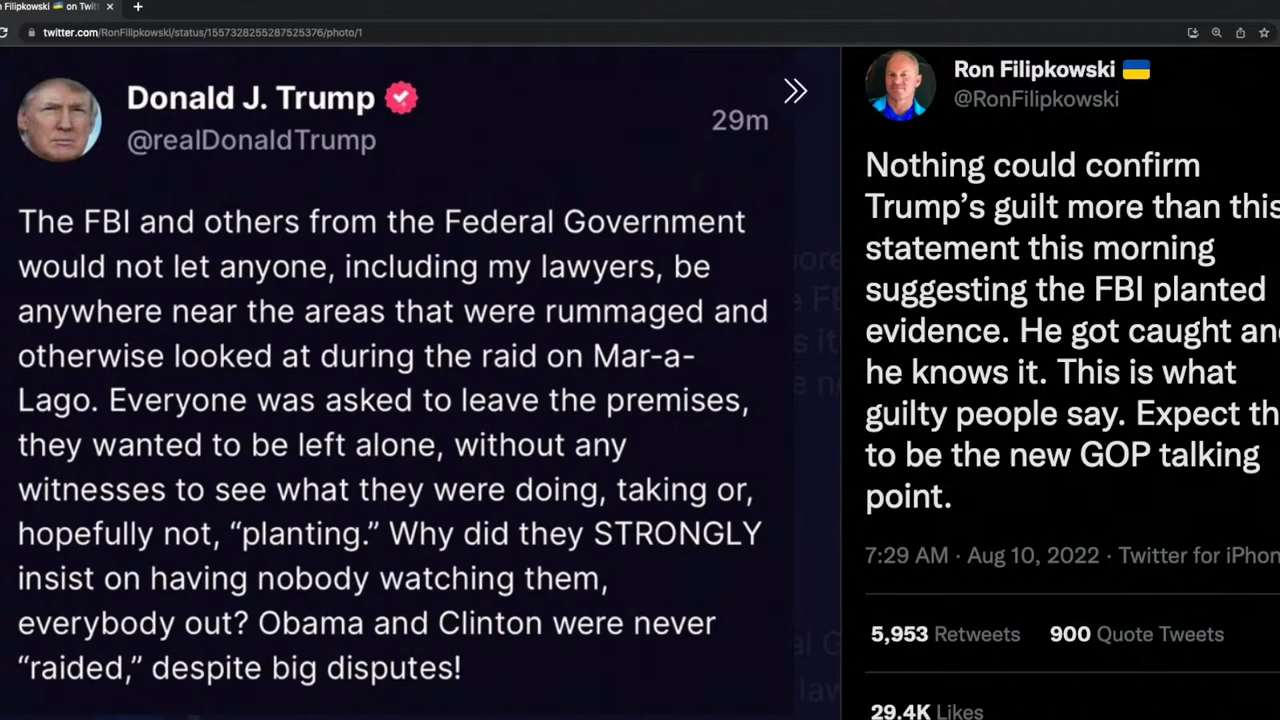 Filipkowski 🇺🇦 on Twitt
twitter.com/RonFilipkowski/status/1557328255287525376/photo/1
Donald J. Trump
@realDonaldTrump
29m
The FBI and others from the Federal Government
would not let anyone, including my lawyers, be
anywhere near the areas that were rummaged and
otherwise looked at during the raid on Mar-a-
Lago. Everyone was asked to leave the premises,
they wanted to be left alone, without any
witnesses to see what they were doing, taking or,
hopefully not, “planting.” Why did they STRONGLY
insist on having nobody watching them,
everybody out? Obama and Clinton were never
“raided,” despite big disputes!
Ron Filipkowski 🇺🇦
@RonFilipkowski
Nothing could confirm
Trump’s guilt more than this
statement this morning
suggesting the FBI planted
evidence. He got caught an
he knows it. This is what
guilty people say. Expect th
to be the new GOP talking
point.
7:29 AM · Aug 10, 2022 · Twitter for iPhon
5,953 Retweets 900 Quote Tweets
29.4K Likes